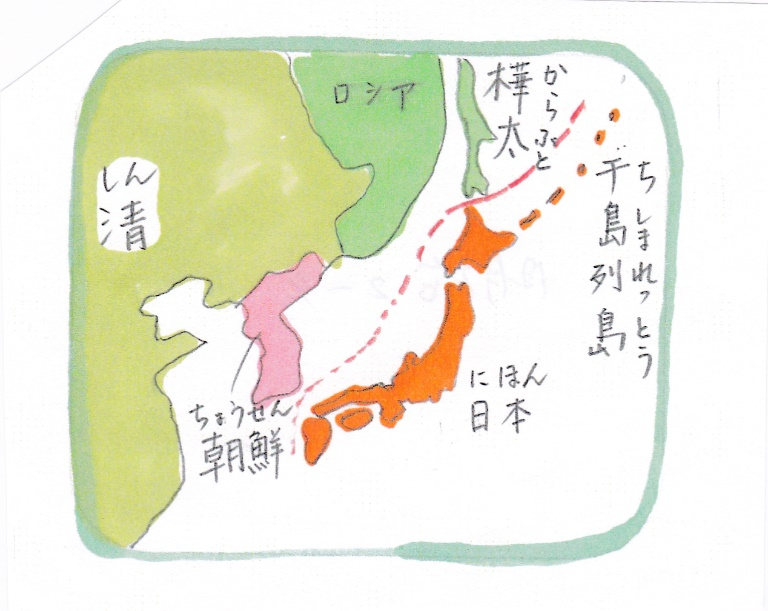 ロシア
からふと
樺太
ちしまれっとう
千島列島
しん
清
にほん
日本
ちょうせん
朝鮮